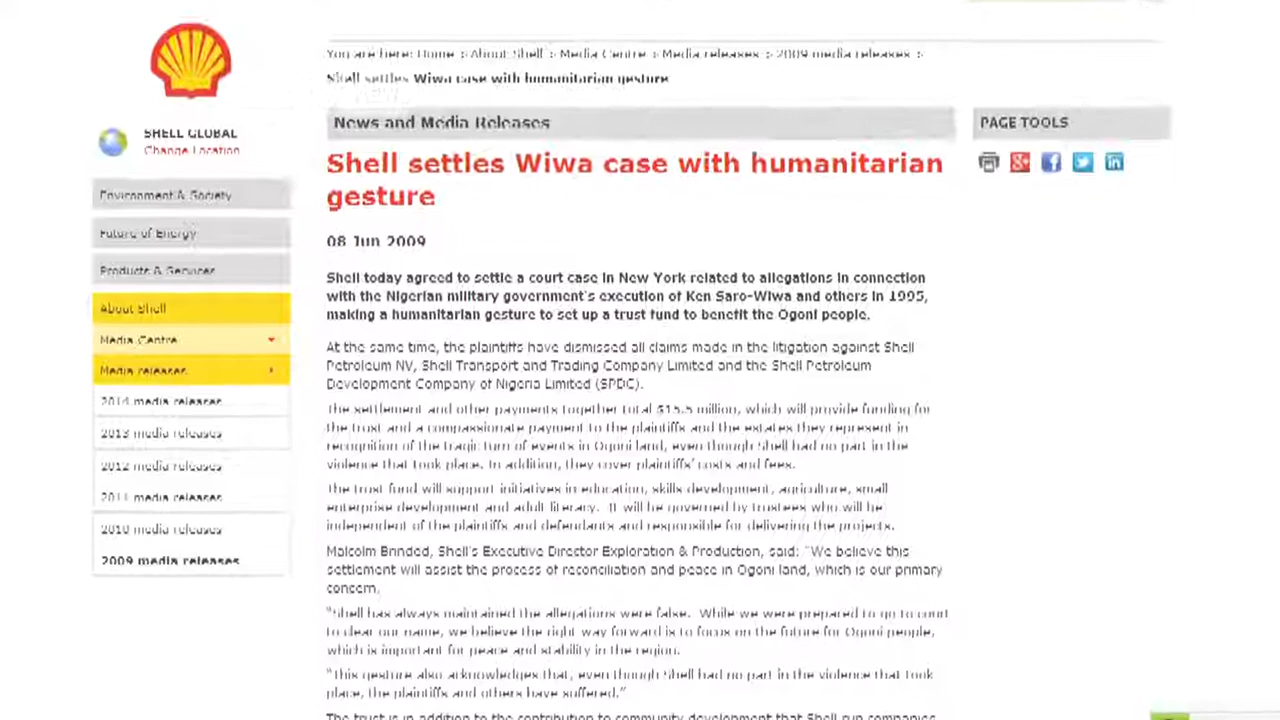 You are here: Home > About Shell > Media Centre > Media releases > 2009 media releases >
Shell settles Wiwa case with humanitarian gesture
SHELL GLOBAL
Change Location
Environment & Society
Future of Energy
Products & Services
About Shell
Media Centre
Media releases
2014 media releases
2013 media releases
2012 media releases
2011 media releases
2010 media releases
2009 media releases
News and Media Releases
Shell settles Wiwa case with humanitarian
gesture
08 Jun 2009
Shell today agreed to settle a court case in New York related to allegations in connection
with the Nigerian military government's execution of Ken Saro-Wiwa and others in 1995,
making a humanitarian gesture to set up a trust fund to benefit the Ogoni people.
At the same time, the plaintiffs have dismissed all claims made in the litigation against Shell
Petroleum NV, Shell Transport and Trading Company Limited and the Shell Petroleum
Development Company of Nigeria Limited (SPDC).
The settlement and other payments together total $15.5 million, which will provide funding for
the trust and a compassionate payment to the plaintiffs and the estates they represent in
recognition of the tragic turn of events in Ogoni land, even though Shell had no part in the
violence that took place. In addition, they cover plaintiffs' costs and fees.
The trust fund will support initiatives in education, skills development, agriculture, small
enterprise development and adult literacy. It will be governed by trustees who will be
independent of the plaintiffs and defendants and responsible for delivering the projects.
Malcolm Brinded, Shell's Executive Director Exploration & Production, said: "We believe this
settlement will assist the process of reconciliation and peace in Ogoni land, which is our primary
concern.
"Shell has always maintained the allegations were false. While we were prepared to go to court
to clear our name, we believe the right way forward is to focus on the future for Ogoni people,
which is important for peace and stability in the region.
"This gesture also acknowledges that, even though Shell had no part in the violence that took
place, the plaintiffs and others have suffered."
The trust is in addition to the contribution to community development that Shell run companies
PAGE TOOLS